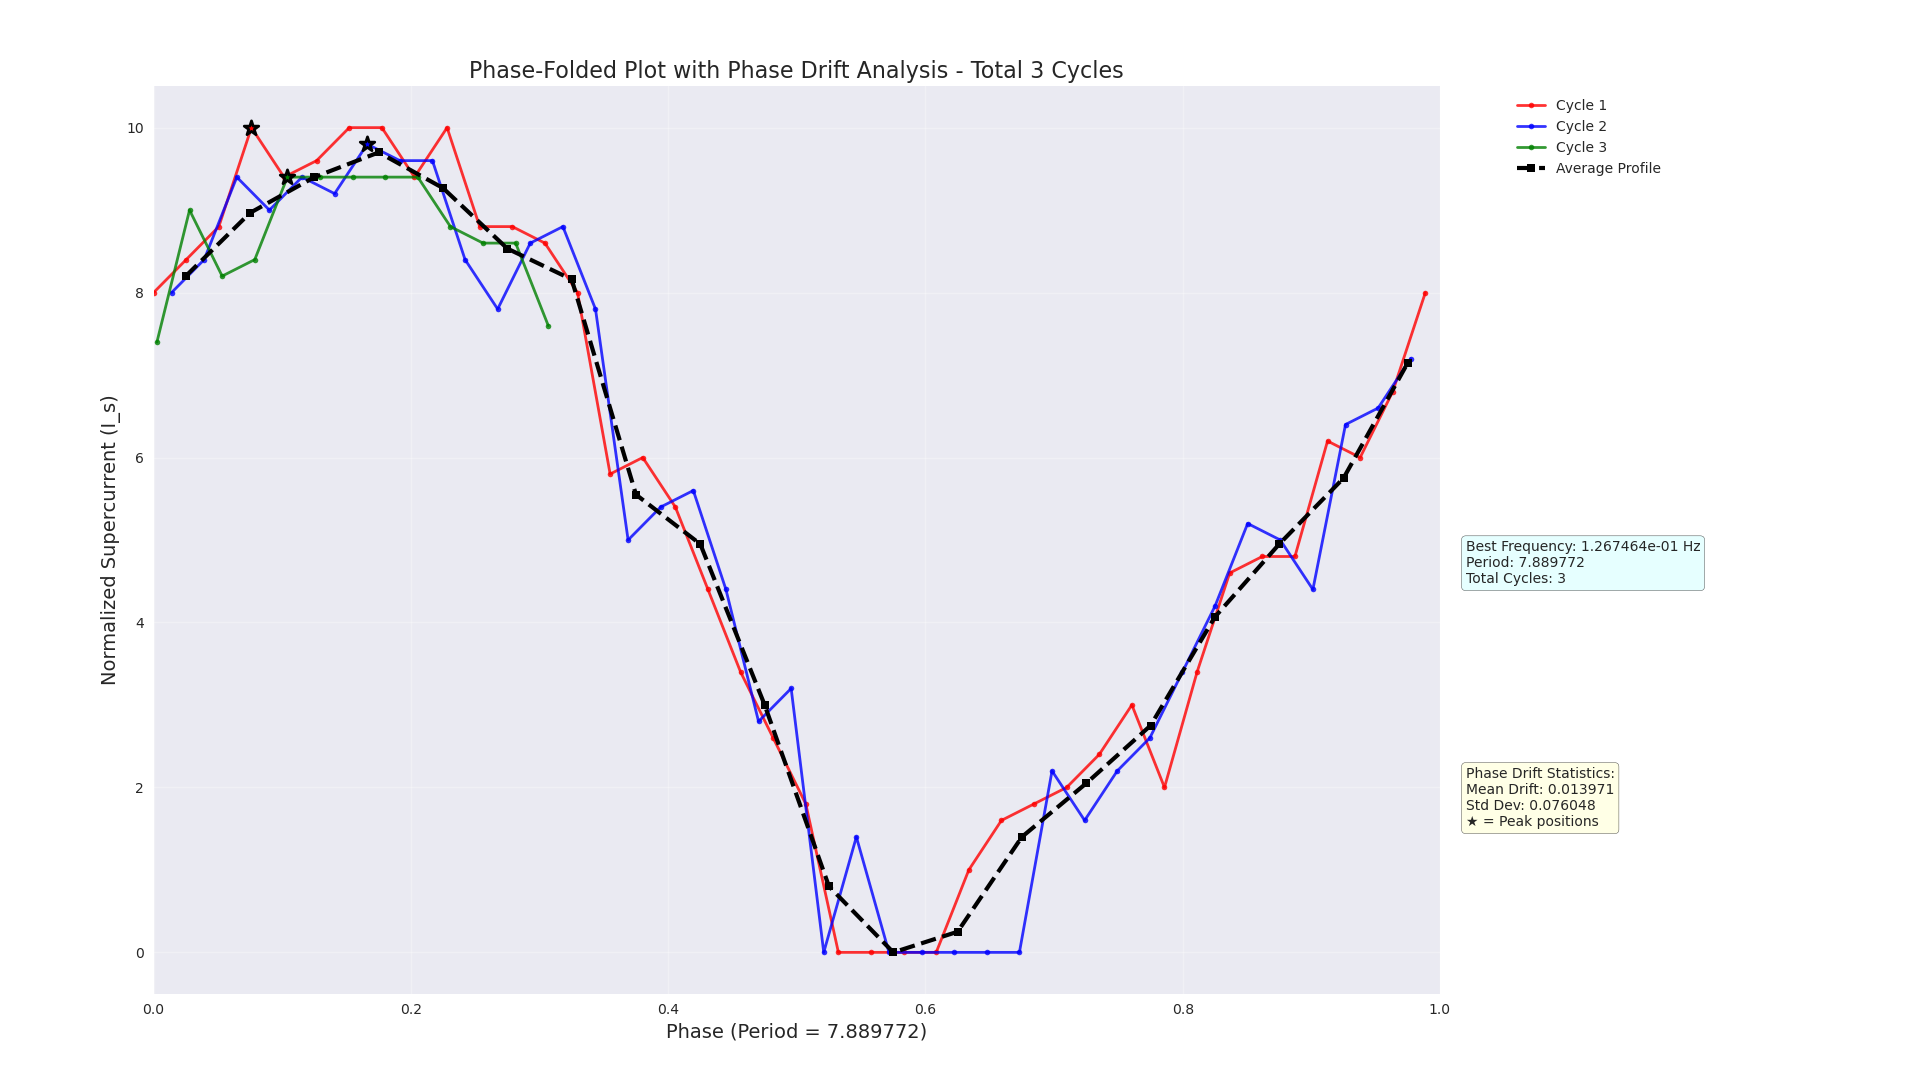 Phase-Folded Plot with Phase Drift Analysis - Total 3 Cycles
Cycle 1
Cycle 2
Cycle 3
Average Profile
Normalized Supercurrent (I_s)
10
8
6
4
2
0
0.0 0.2 0.4 0.6 0.8 1.0
Phase (Period = 7.889772)
Best Frequency: 1.267464e-01 Hz
Period: 7.889772
Total Cycles: 3
Phase Drift Statistics:
Mean Drift: 0.013971
Std Dev: 0.076048
★ = Peak positions